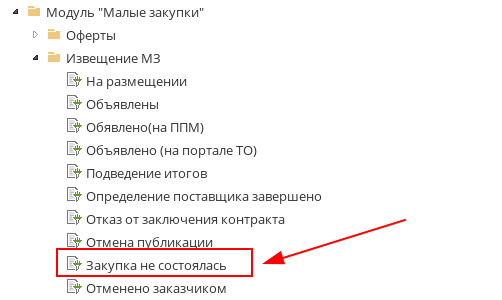 Модуль "Малые закупки"
Оферты
Извещение МЗ
На размещении
Объявлены
Обявлено(на ППМ)
Объявлено (на портале ТО)
Подведение итогов
Определение поставщика завершено
Отказ от заключения контракта
Отмена публикации
Закупка не состоялась
Отменено заказчиком